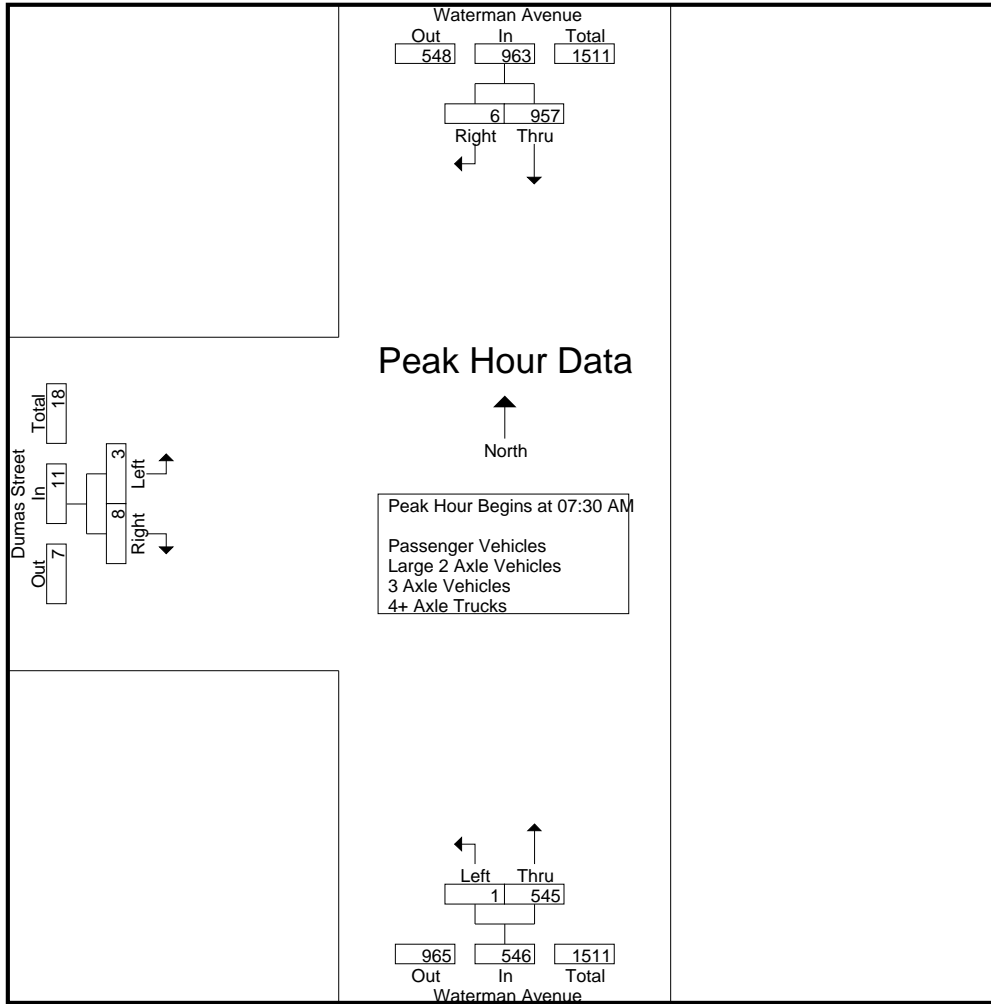 Waterman Avenue
Out In Total
548 963 1511
6 957
Right Thru
Peak Hour Data
North
Peak Hour Begins at 07:30 AM
Passenger Vehicles
Large 2 Axle Vehicles
3 Axle Vehicles
4+ Axle Trucks
Dumas Street
Out In Total
7 11 18
8 3
Right Left
Left Thru
1 545
965 546 1511
Out In Total
Waterman Avenue